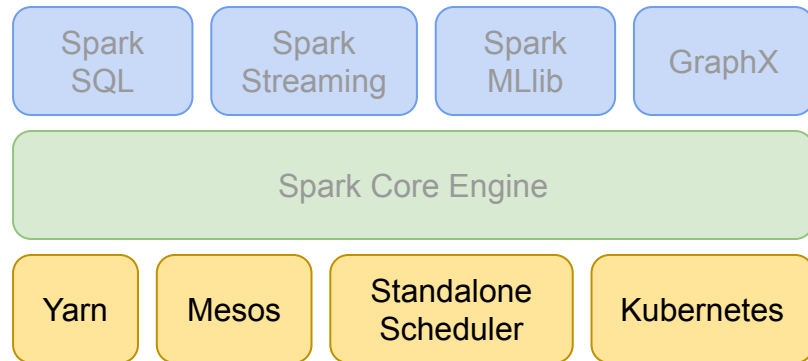 Spark
SQL
Spark
Streaming
Spark
MLlib
GraphX
Spark Core Engine
Yarn
Mesos
Standalone
Scheduler
Kubernetes